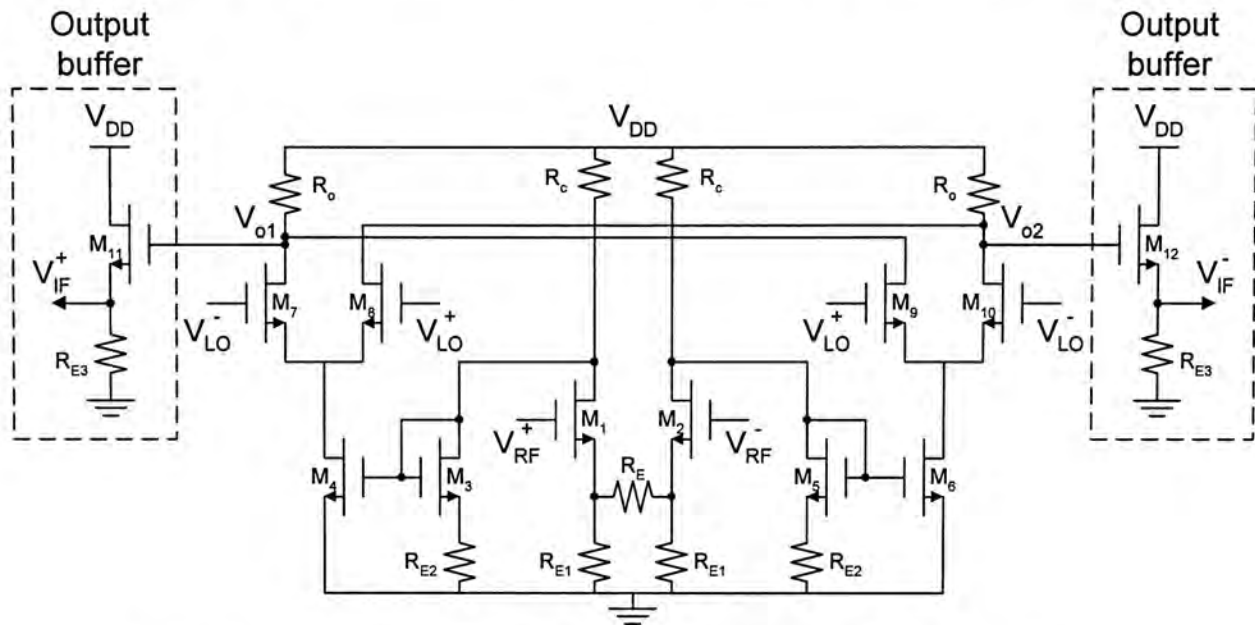 Output
buffer
Output
buffer
V_DD
V_DD
V_DD
R_o
R_c
R_c
R_o
V_o1
V_o2
M_11
M_12
V_IF^+
V_IF^-
M_7
M_8
M_9
M_10
V_LO^-
V_LO^+
V_LO^+
V_LO^-
R_E3
R_E3
M_1
M_2
V_RF^+
V_RF^-
R_E
M_4
M_3
M_5
M_6
R_E2
R_E1
R_E1
R_E2